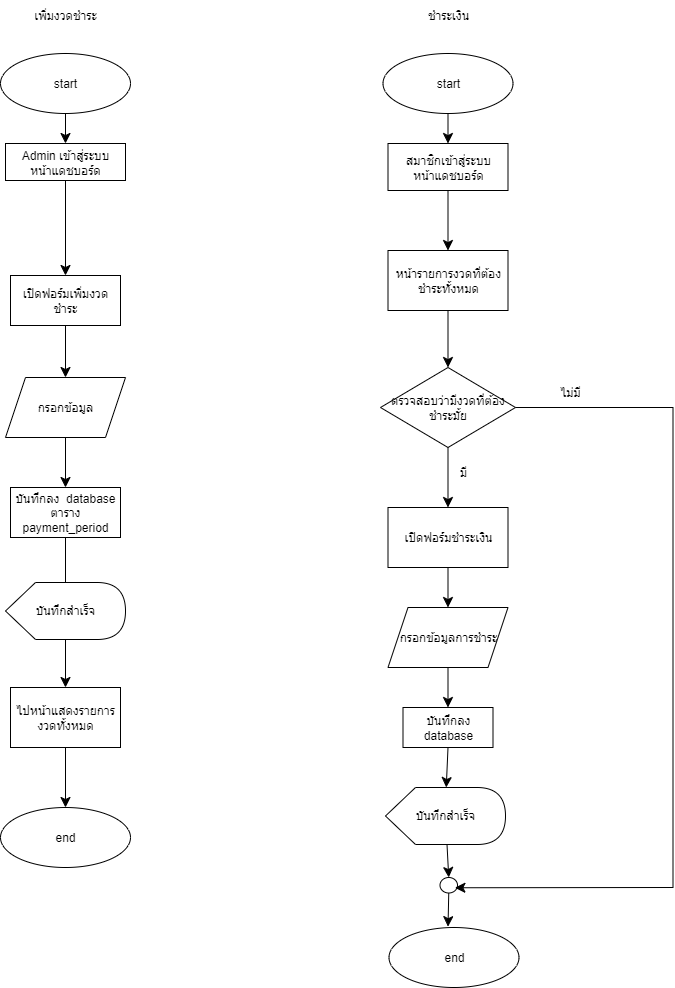 เพิ่มงวดชำระ
start
Admin เข้าสู่ระบบ
หน้าแดชบอร์ด
เปิดฟอร์มเพิ่มงวด
ชำระ
กรอกข้อมูล
บันทึกลง database
ตาราง
payment_period
บันทึกสำเร็จ
ไปหน้าแสดงรายการ
งวดทั้งหมด
end
ชำระเงิน
start
สมาชิกเข้าสู่ระบบ
หน้าแดชบอร์ด
หน้ารายการงวดที่ต้อง
ชำระทั้งหมด
ตรวจสอบว่ามีงวดที่ต้อง
ชำระมั้ย
ไม่มี
มี
เปิดฟอร์มชำระเงิน
กรอกข้อมูลการชำระ
บันทึกลง
database
บันทึกสำเร็จ
end